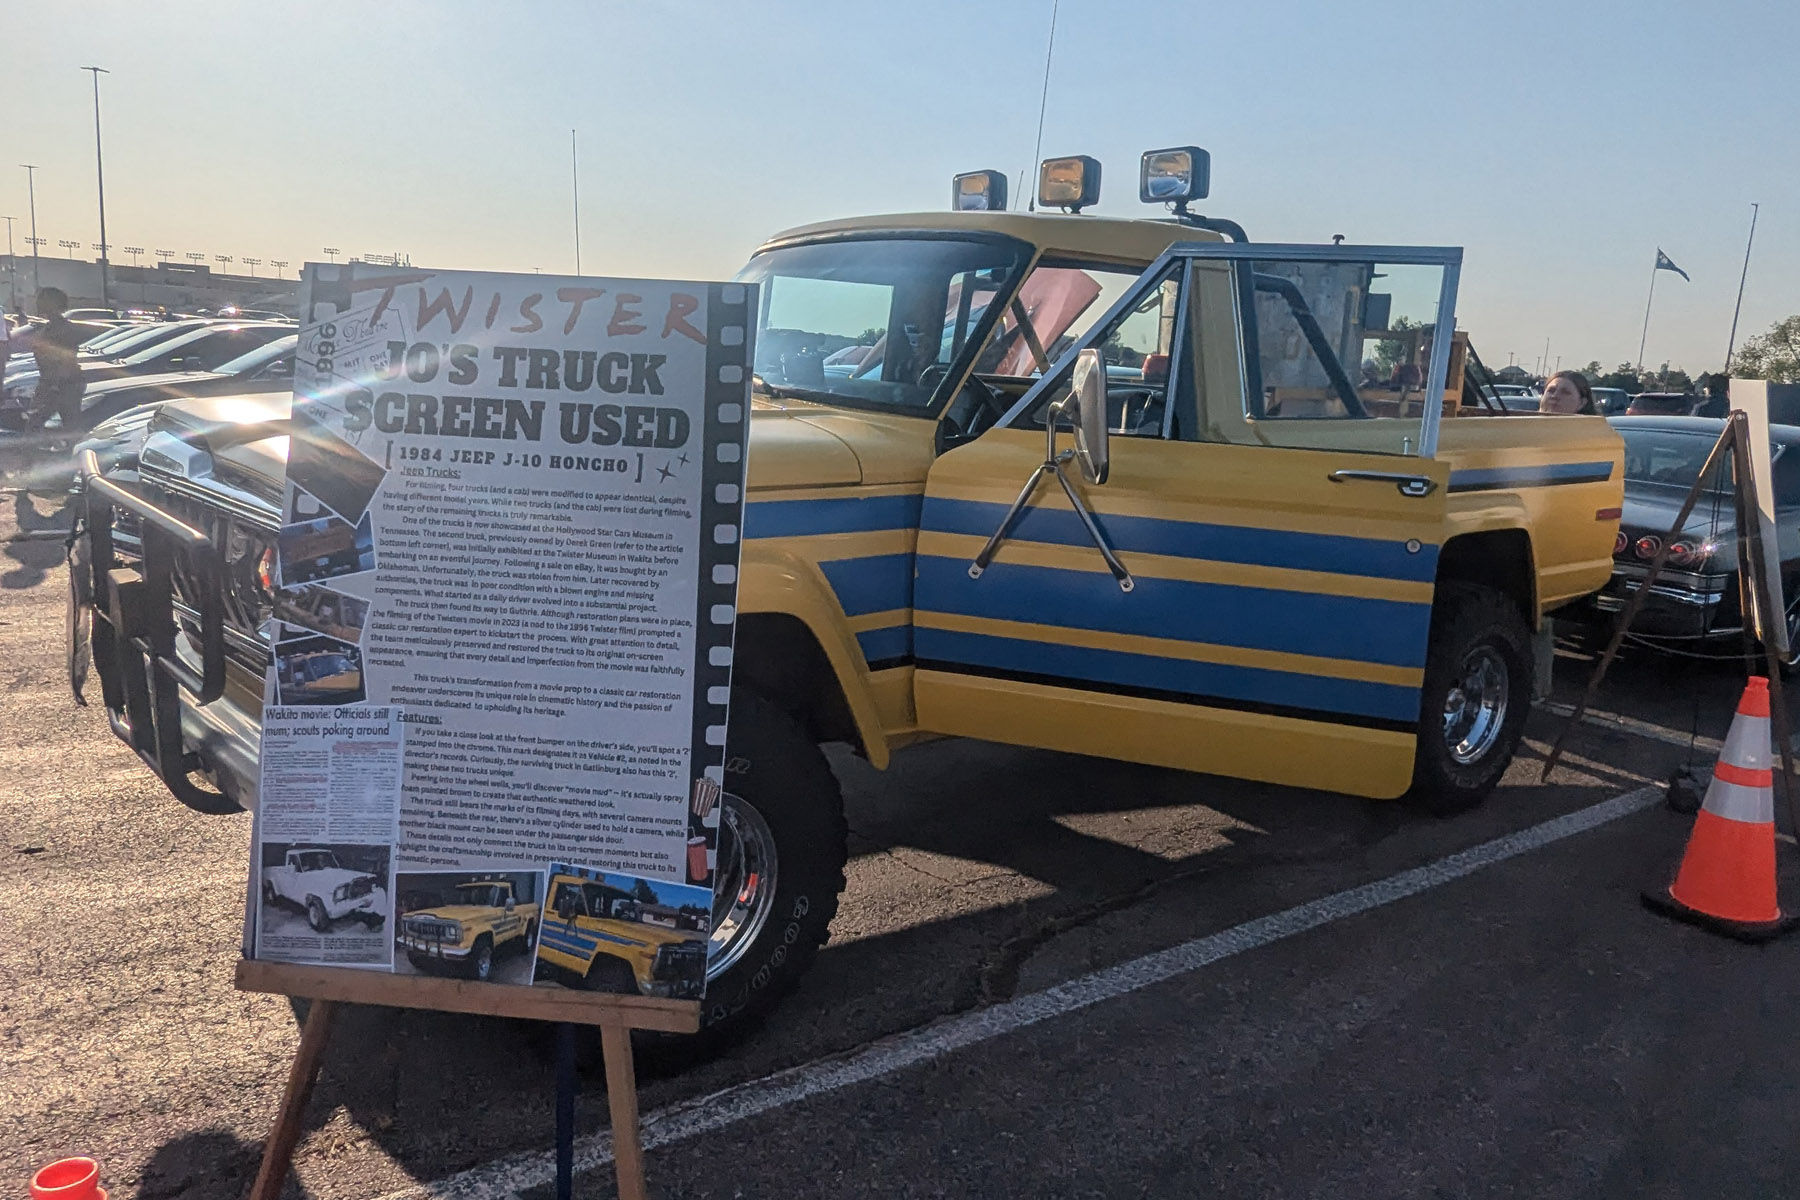 TWISTER
1996
JO'S TRUCK
SCREEN USED
[ 1984 JEEP J-10 HONCHO ]
Jeep Trucks:
For filming, four trucks (and a cab) were modified to appear identical, despite
having different model years. While two trucks (and the cab) were lost during filming,
the story of the remaining trucks is truly remarkable.
One of the trucks is now showcased at the Hollywood Star Cars Museum in
Tennessee. The second truck, previously owned by Derek Green (refer to the article
bottom left corner), was initially exhibited at the Twister Museum in Wakita before
embarking on an eventful journey. Following a sale on eBay, it was bought by an
Oklahoman. Unfortunately, the truck was stolen from him. Later recovered by
authorities, the truck was in poor condition with a blown engine and missing
components. What started as a daily driver evolved into a substantial project.
The truck then found its way to Guthrie. Although restoration plans were in place,
the filming of the Twisters movie in 2023 (a nod to the 1996 Twister film) prompted a
classic car restoration expert to kickstart the process. With great attention to detail,
the team meticulously preserved and restored the truck to its original on-screen
appearance, ensuring that every detail and imperfection from the movie was faithfully
recreated.
This truck's transformation from a movie prop to a classic car restoration
endeavor underscores its unique role in cinematic history and the passion of
enthusiasts dedicated to upholding its heritage.
Wakita movie: Officials still
mum; scouts poking around
Features:
If you take a close look at the front bumper on the driver's side, you'll spot a '2'
stamped into the chrome. This mark designates it as Vehicle #2, as noted in the
director's records. Curiously, the surviving truck in Gatlinburg also has this '2',
making these two trucks unique.
Peering into the wheel wells, you'll discover "movie mud" – it's actually spray
foam painted brown to create that authentic weathered look.
The truck still bears the marks of its filming days, with several camera mounts
remaining. Beneath the rear, there's a silver cylinder used to hold a camera, while
another black mount can be seen under the passenger side door.
These details not only connect the truck to its on-screen moments but also
highlight the craftsmanship involved in preserving and restoring this truck to its
cinematic persona.